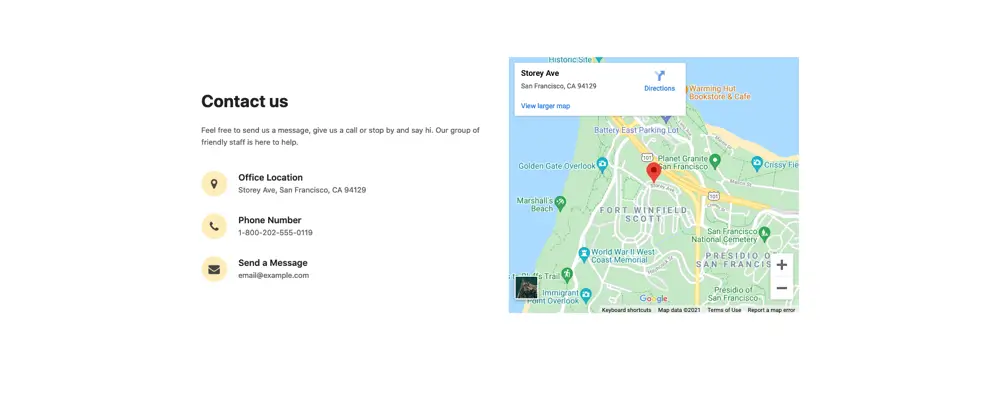 Contact us
Feel free to send us a message, give us a call or stop by and say hi. Our group of
friendly staff is here to help.
Office Location
Storey Ave, San Francisco, CA 94129
Phone Number
1-800-202-555-0119
Send a Message
email@example.com
Historic Site
Storey Ave
San Francisco, CA 94129
Directions
View larger map
Warming Hut
Bookstore & Cafe
Battery East Parking Lot
101
Golden Gate Overlook
Planet Granite
San Francisco
Crissy Fie
Storey Ave
101
Marshall's
Beach
FORT WINFIELD
SCOTT
San Francisco
National Cemetery
World War II West
Coast Memorial
PRESIDIO O
SAN FRANCIS
s to Bluffs Trail
Immigrant
Point Overlook
Presidio of
San Francisco
Google
Keyboard shortcuts
Map data ©2021
Terms of Use
Report a map error